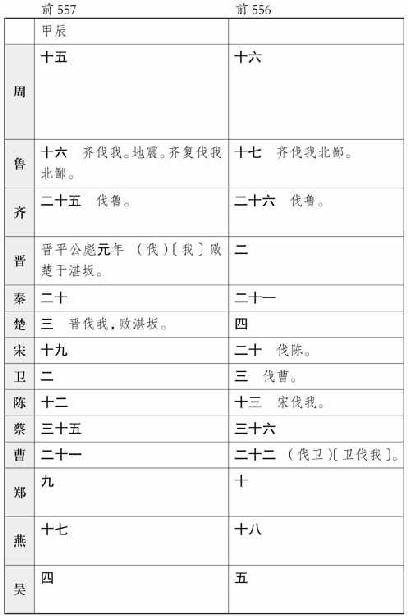 前 557 前 556
甲辰
周 十五 十六
鲁 十六 齐伐我。地震。齐复伐我 十七 齐伐我北鄙。
北鄙。
齐 二十五 伐鲁。 二十六 伐鲁。
晋 晋平公彪元年 （伐）〔我〕败 二
楚于湛坂。
秦 二十 二十一
楚 三 晋伐我，败湛坂。 四
宋 十九 二十 伐陈。
卫 二 三 伐曹。
陈 十二 十三 宋伐我。
蔡 三十五 三十六
曹 二十一 二十二 （伐卫）〔卫伐我〕。
郑 九 十
燕 十七 十八
吴 四 五